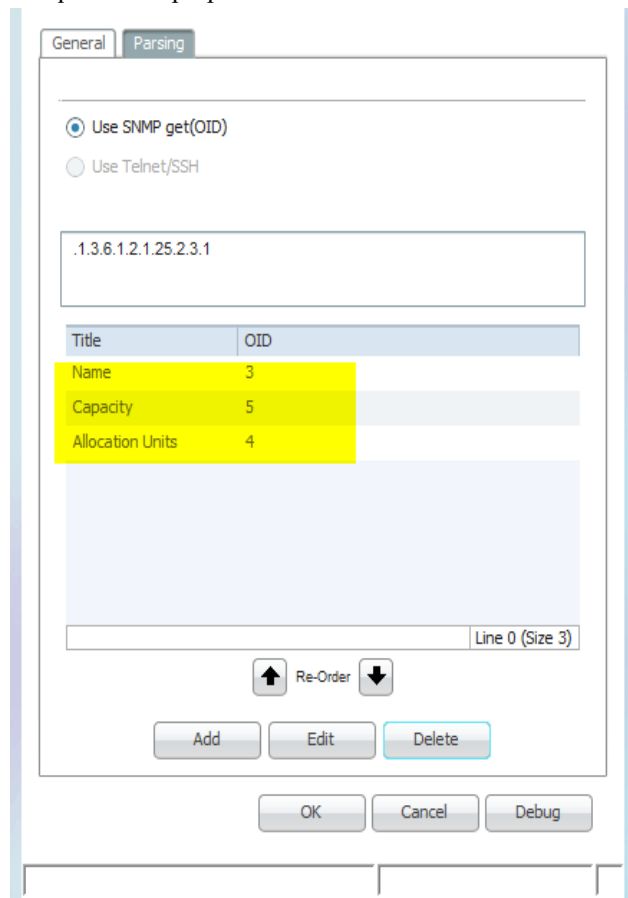 General Parsing
Use SNMP get(OID)
Use Telnet/SSH
.1.3.6.1.2.1.25.2.3.1
Title OID
Name 3
Capacity 5
Allocation Units 4
Line 0 (Size 3)
Re-Order
Add Edit Delete
OK Cancel Debug